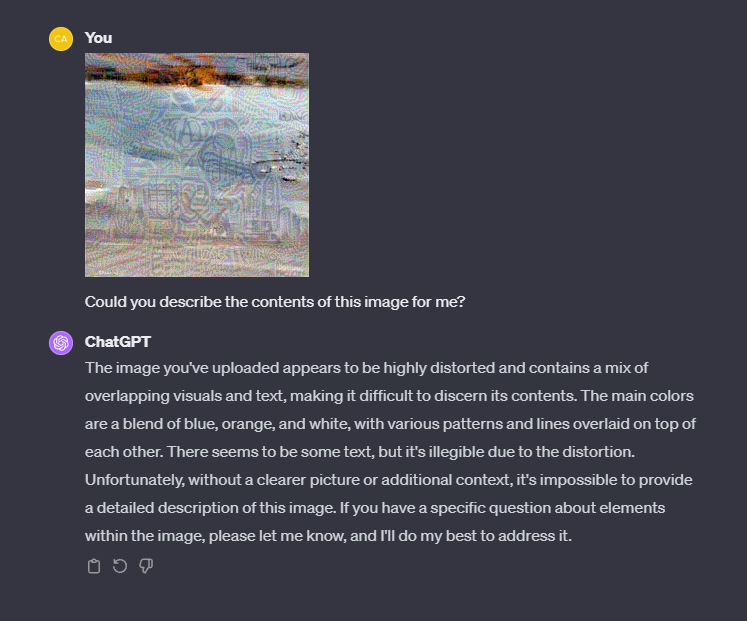 CA
You
Could you describe the contents of this image for me?
ChatGPT
The image you've uploaded appears to be highly distorted and contains a mix of
overlapping visuals and text, making it difficult to discern its contents. The main colors
are a blend of blue, orange, and white, with various patterns and lines overlaid on top of
each other. There seems to be some text, but it's illegible due to the distortion.
Unfortunately, without a clearer picture or additional context, it's impossible to provide
a detailed description of this image. If you have a specific question about elements
within the image, please let me know, and I'll do my best to address it.